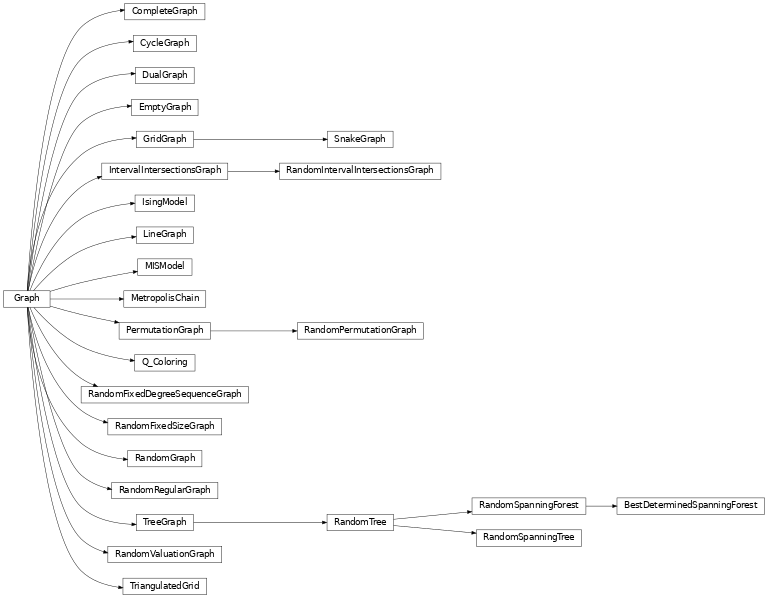 CompleteGraph
CycleGraph
DualGraph
EmptyGraph
GridGraph
SnakeGraph
IntervalIntersectionsGraph
RandomIntervalIntersectionsGraph
IsingModel
LineGraph
MISModel
Graph
MetropolisChain
PermutationGraph
RandomPermutationGraph
Q_Coloring
RandomFixedDegreeSequenceGraph
RandomFixedSizeGraph
RandomGraph
RandomRegularGraph
RandomSpanningForest
BestDeterminedSpanningForest
TreeGraph
RandomTree
RandomSpanningTree
RandomValuationGraph
TriangulatedGrid